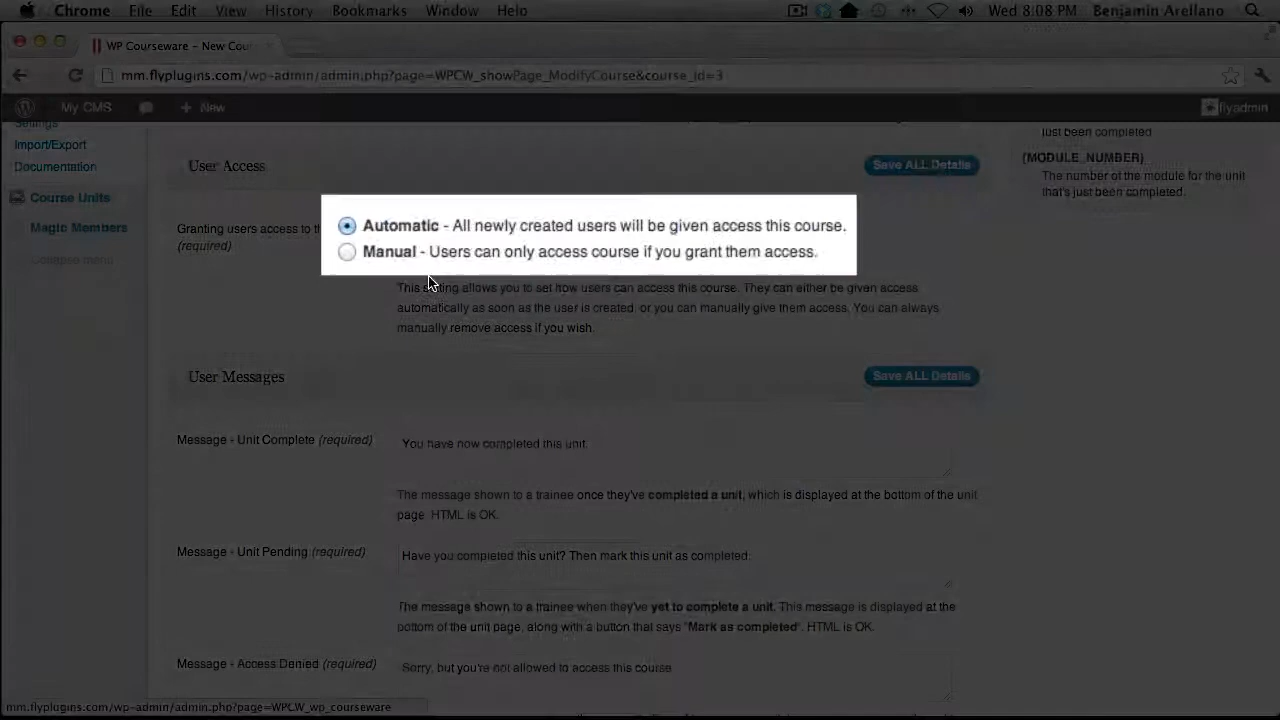 Chrome File Edit View History Bookmarks Window Help Wed 8:08 PM Benjamin Arellano
WP Courseware – New Cour
mm.flyplugins.com/wp-admin/admin.php?page=WPCW_showPage_ModifyCourse&course_id=3
My CMS + New flyadmin
Settings
Import/Export
Documentation
Course Units
Magic Members
Collapse menu
User Access Save ALL Details
Granting users access to t
(required)
Automatic - All newly created users will be given access this course.
Manual - Users can only access course if you grant them access.
This setting allows you to set how users can access this course. They can either be given access
automatically as soon as the user is created, or you can manually give them access. You can always
manually remove access if you wish.
User Messages Save ALL Details
Message - Unit Complete (required)
You have now completed this unit.
The message shown to a trainee once they've completed a unit, which is displayed at the bottom of the unit
page. HTML is OK.
Message - Unit Pending (required)
Have you completed this unit? Then mark this unit as completed.
The message shown to a trainee when they've yet to complete a unit. This message is displayed at the
bottom of the unit page, along with a button that says "Mark as completed". HTML is OK.
Message - Access Denied (required)
Sorry, but you're not allowed to access this course.
just been completed
{MODULE_NUMBER}
The number of the module for the unit
that's just been completed.
mm.flyplugins.com/wp-admin/admin.php?page=WPCW_wp_courseware